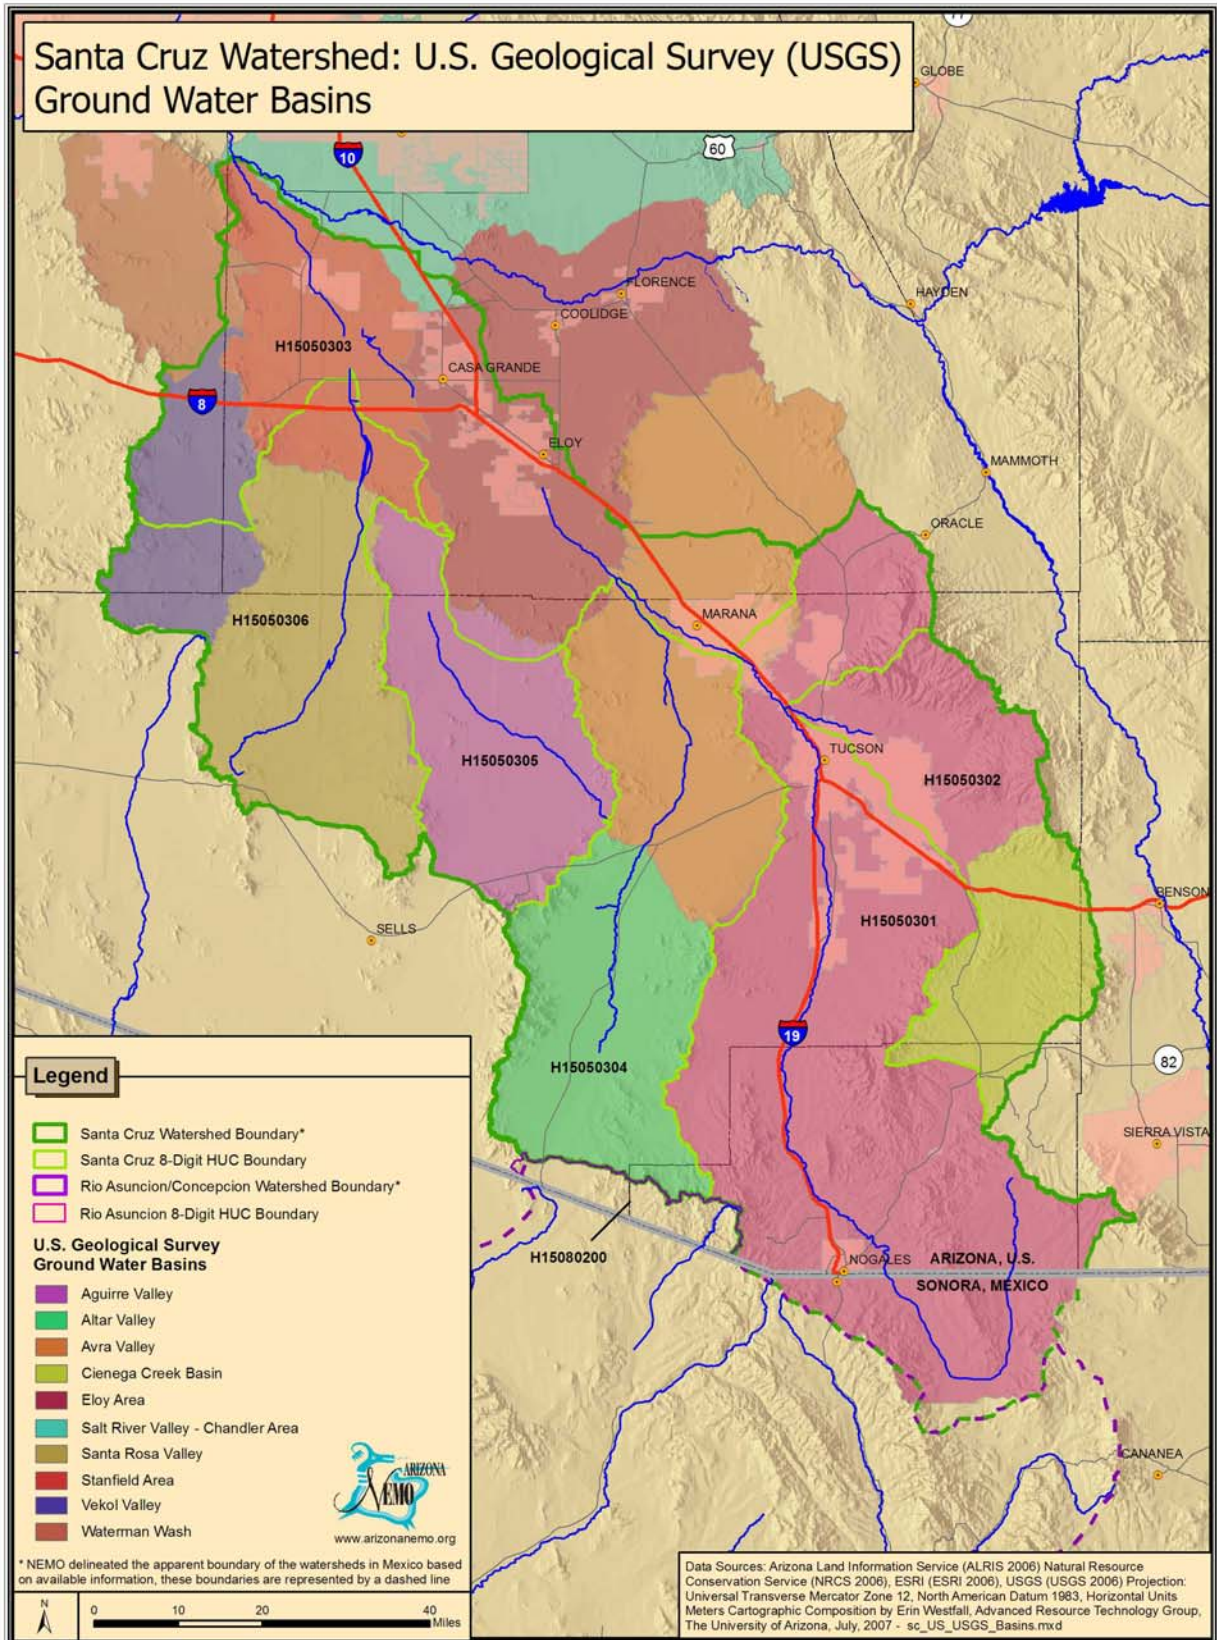 Santa Cruz Watershed: U.S. Geological Survey (USGS)
Ground Water Basins
GLOBE
10
60
FLORENCE
HAYDEN
COOLIDGE
H15050303
CASA GRANDE
8
ELOY
MAMMOTH
ORACLE
MARANA
H15050306
TUCSON
H15050305
H15050302
BENSON
H15050301
SELLS
19
H15050304
82
SIERRA VISTA
H15080200
NOGALES
ARIZONA, U.S.
SONORA, MEXICO
CANANEA
Legend
Santa Cruz Watershed Boundary*
Santa Cruz 8-Digit HUC Boundary
Rio Asuncion/Concepcion Watershed Boundary*
Rio Asuncion 8-Digit HUC Boundary
U.S. Geological Survey
Ground Water Basins
Aguirre Valley
Altar Valley
Avra Valley
Cienega Creek Basin
Eloy Area
Salt River Valley - Chandler Area
Santa Rosa Valley
Stanfield Area
Vekol Valley
Waterman Wash
ARIZONA
NEMO
www.arizonanemo.org
* NEMO delineated the apparent boundary of the watersheds in Mexico based
on available information, these boundaries are represented by a dashed line
N
0 10 20 40
Miles
Data Sources: Arizona Land Information Service (ALRIS 2006) Natural Resource
Conservation Service (NRCS 2006), ESRI (ESRI 2006), USGS (USGS 2006) Projection:
Universal Transverse Mercator Zone 12, North American Datum 1983, Horizontal Units
Meters Cartographic Composition by Erin Westfall, Advanced Resource Technology Group,
The University of Arizona, July, 2007 - sc_US_USGS_Basins.mxd